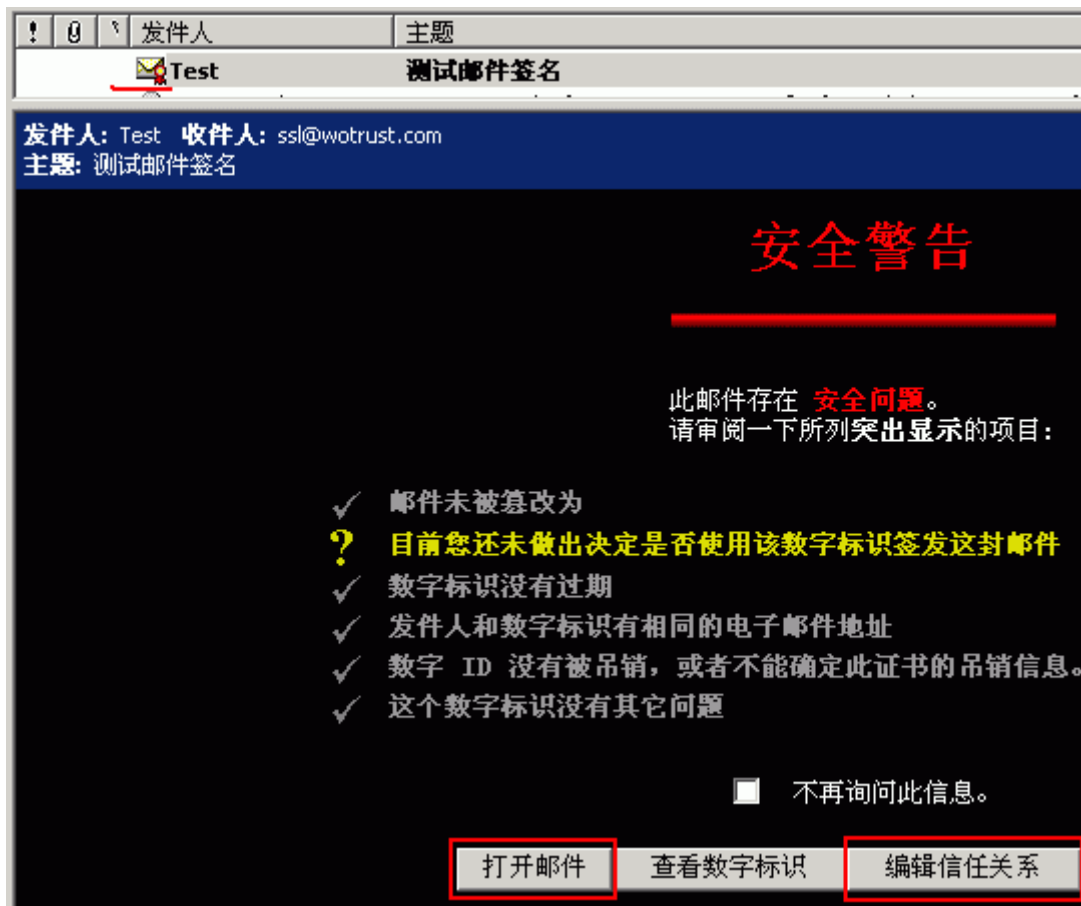 发件人 主题
Test 测试邮件签名
发件人: Test 收件人: ssl@wotrust.com
主题: 测试邮件签名
安全警告
此邮件存在 安全问题。
请审阅一下所列突出显示的项目：
邮件未被篡改为
? 目前您还未做出决定是否使用该数字标识签发这封邮件
数字标识没有过期
发件人和数字标识有相同的电子邮件地址
数字 ID 没有被吊销，或者不能确定此证书的吊销信息。
这个数字标识没有其它问题
不再询问此信息。
打开邮件 查看数字标识 编辑信任关系